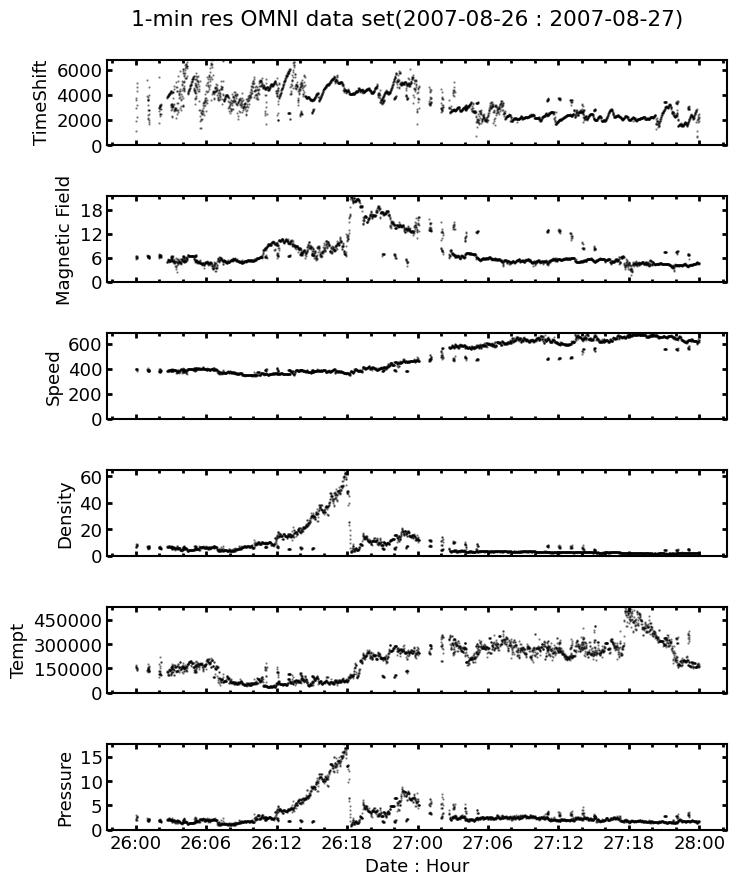 1-min res OMNI data set(2007-08-26 : 2007-08-27)
TimeShift
6000
4000
2000
0
Magnetic Field
18
12
6
0
Speed
600
400
200
0
Density
60
40
20
0
Tempt
450000
300000
150000
0
Pressure
15
10
5
0
26:00 26:06 26:12 26:18 27:00 27:06 27:12 27:18 28:00
Date : Hour